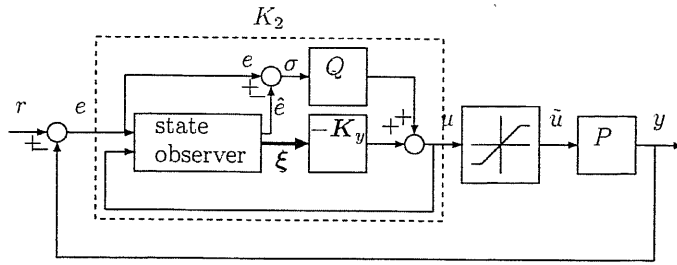 K₂
e σ Q
+ −
r e ê + + u ũ y
state observer
−K_y
P
+ −
ξ